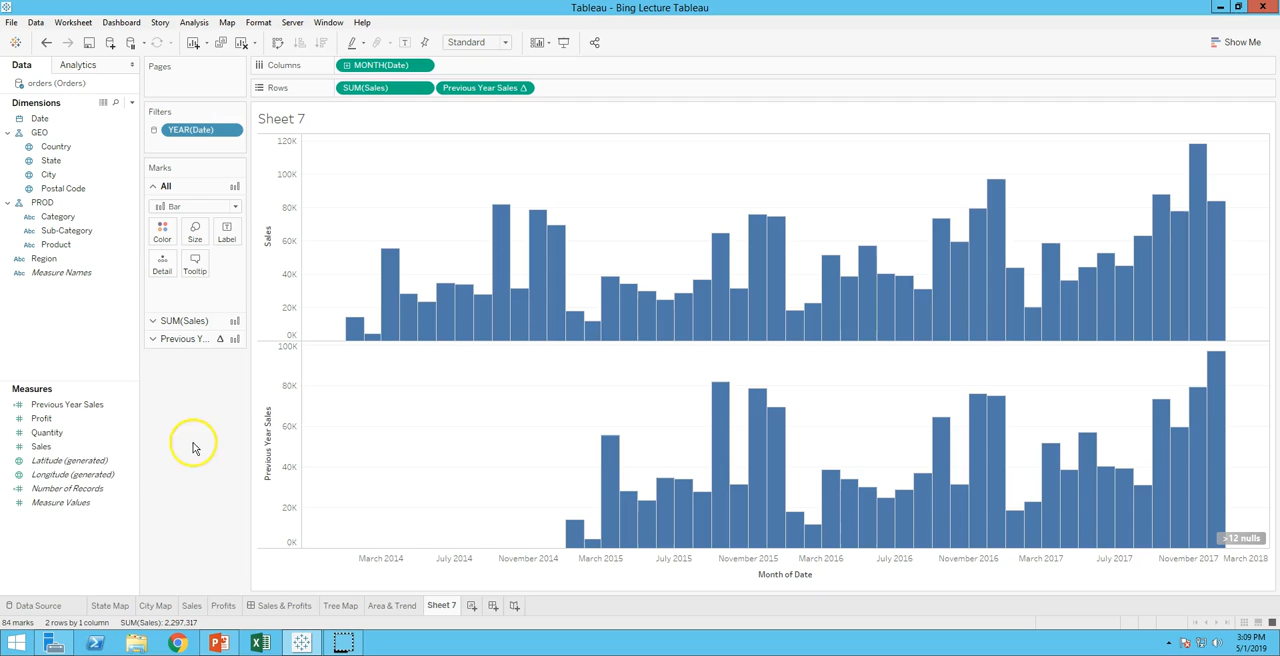 Tableau - Bing Lecture Tableau
File Data Worksheet Dashboard Story Analysis Map Format Server Window Help
Standard
Show Me
Data Analytics
orders (Orders)
Dimensions
Date
GEO
Country
State
City
Postal Code
PROD
Abc Category
Abc Sub-Category
Abc Product
Abc Region
Abc Measure Names
Measures
Previous Year Sales
Profit
Quantity
Sales
Latitude (generated)
Longitude (generated)
Number of Records
Measure Values
Pages
Filters
YEAR(Date)
Marks
All
Bar
Color Size Label
Detail Tooltip
SUM(Sales)
Previous Y... Δ
Columns MONTH(Date)
Rows SUM(Sales) Previous Year Sales Δ
Sheet 7
120K
100K
80K
60K
40K
20K
0K
Sales
100K
80K
60K
40K
20K
0K
Previous Year Sales
>12 nulls
March 2014 July 2014 November 2014 March 2015 July 2015 November 2015 March 2016 July 2016 November 2016 March 2017 July 2017 November 2017 March 2018
Month of Date
Data Source State Map City Map Sales Profits Sales & Profits Tree Map Area & Trend Sheet 7
84 marks 2 rows by 1 column SUM(Sales): 2,297,317
3:09 PM
5/1/2019